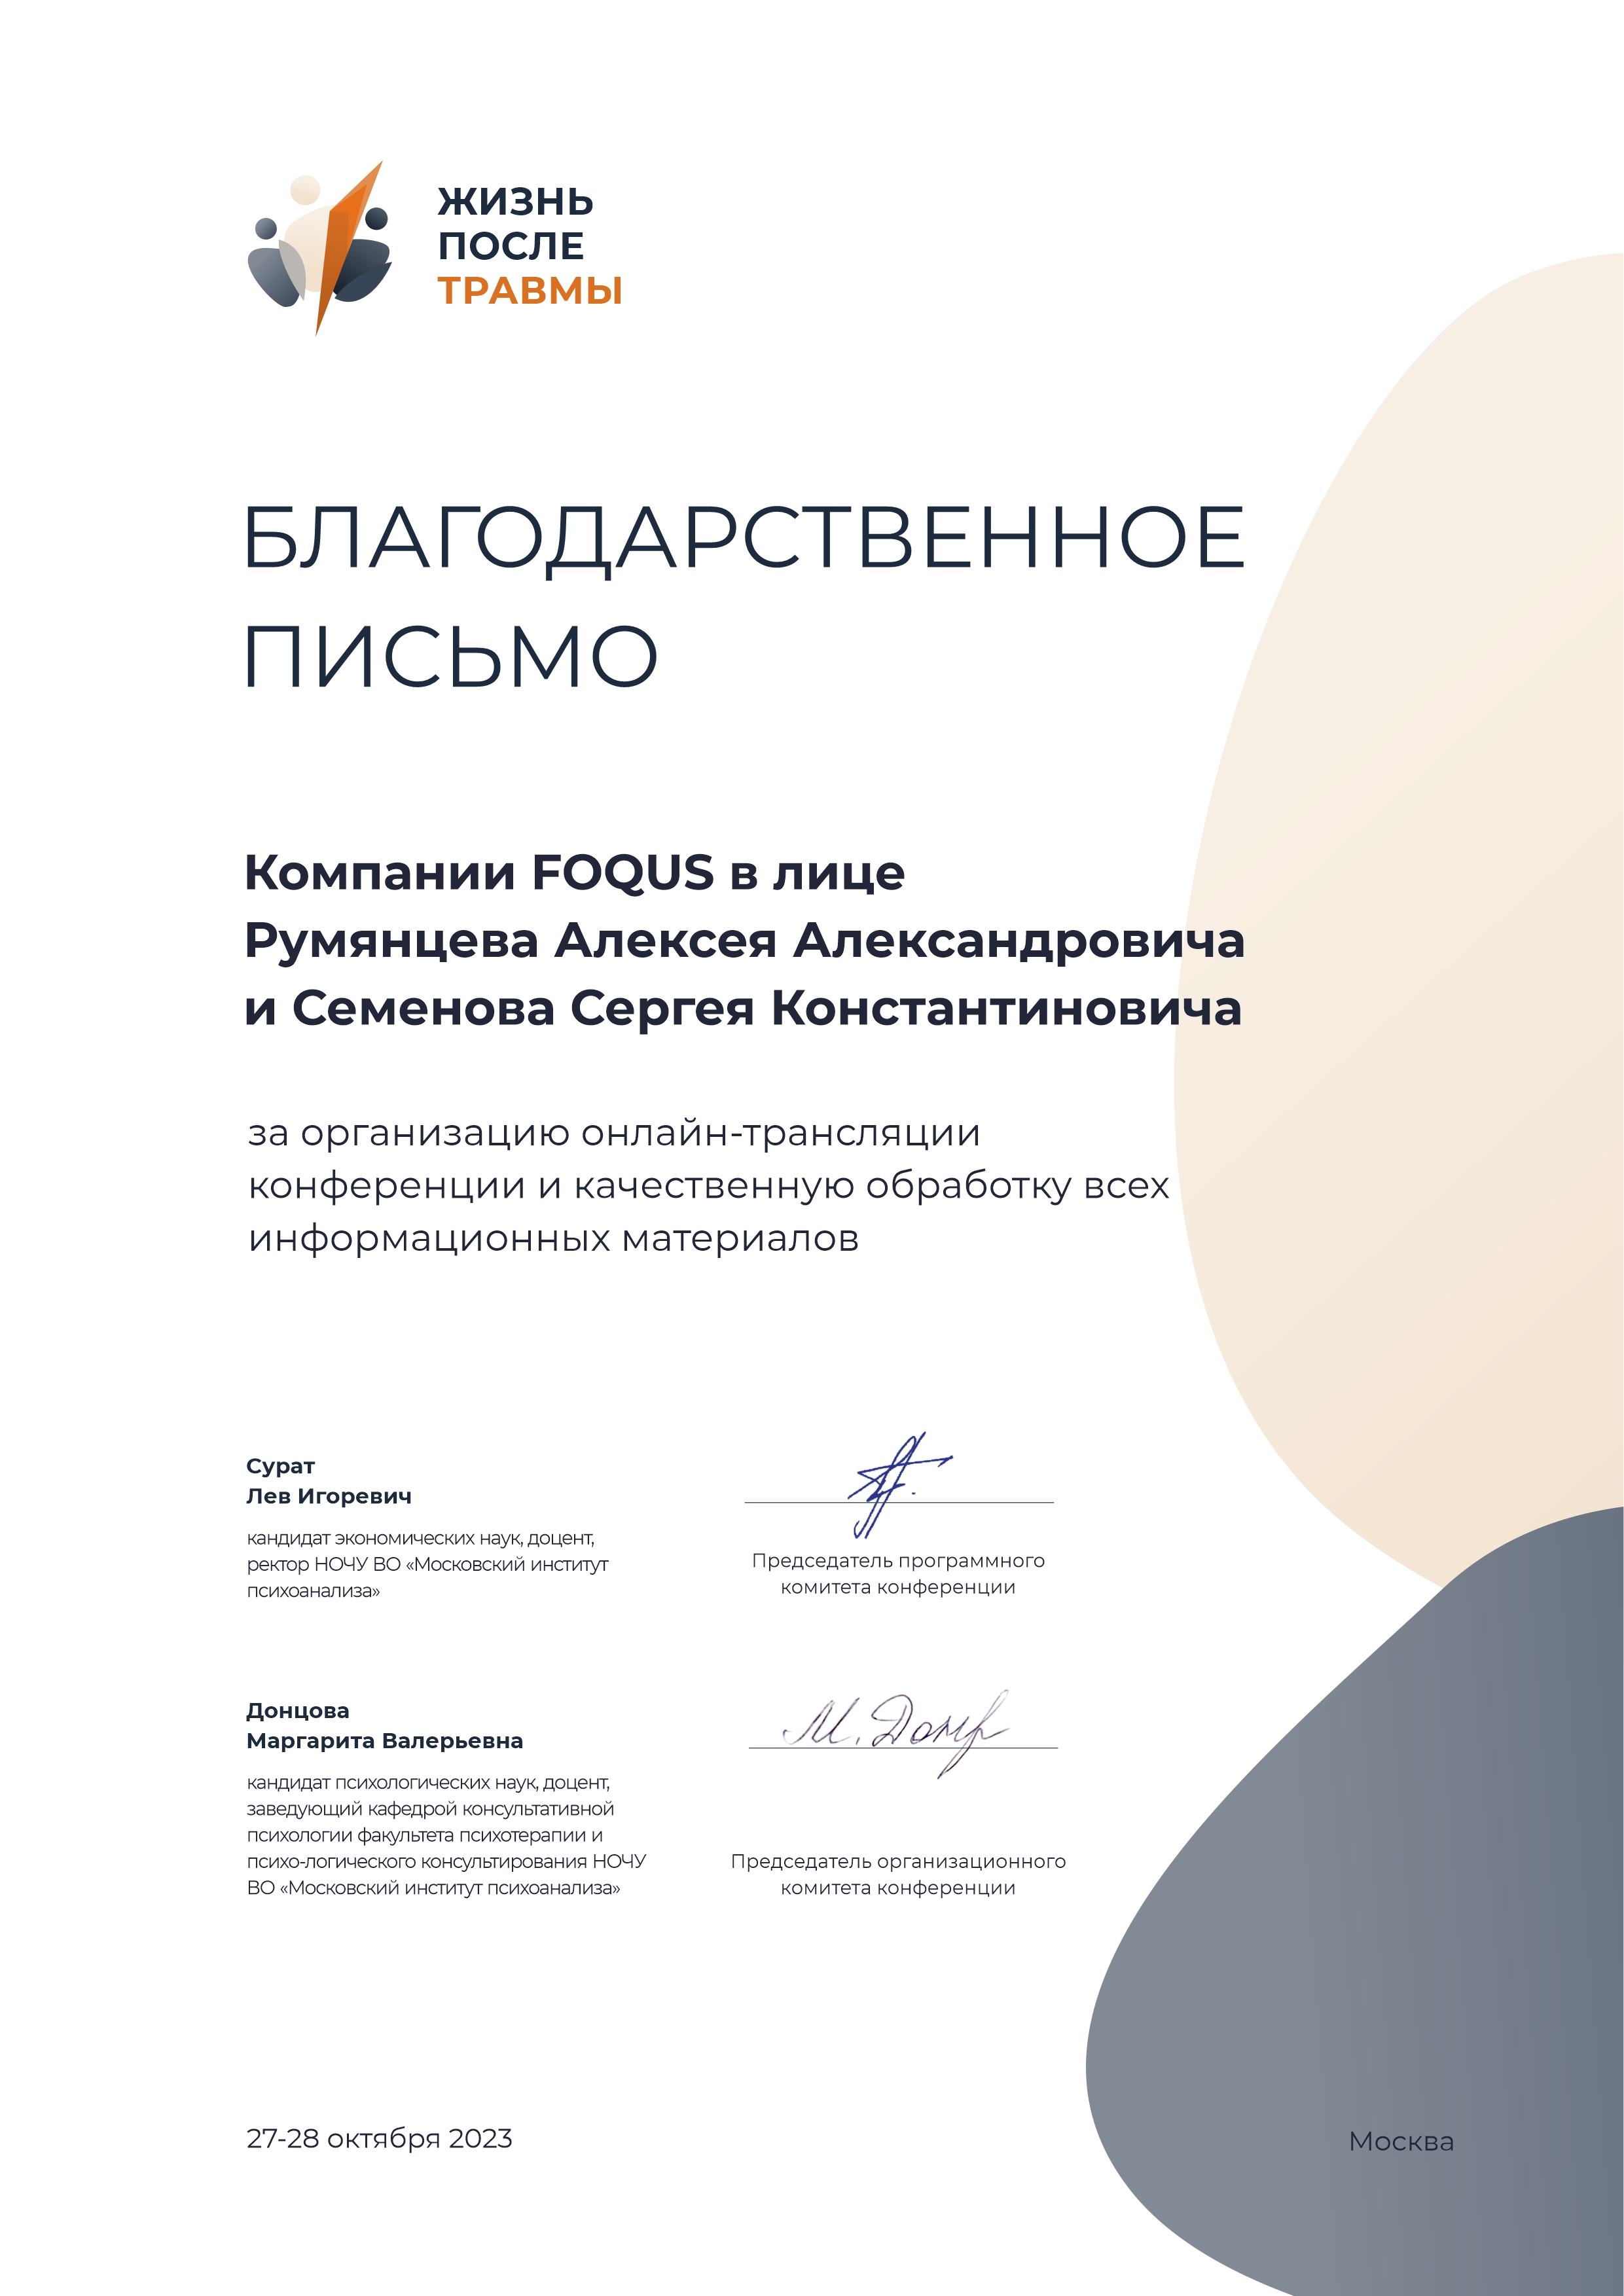 ЖИЗНЬ
ПОСЛЕ
ТРАВМЫ
БЛАГОДАРСТВЕННОЕ
ПИСЬМО
Компании FOQUS в лице
Румянцева Алексея Александровича
и Семенова Сергея Константиновича
за организацию онлайн-трансляции
конференции и качественную обработку всех
информационных материалов
Сурат
Лев Игоревич
кандидат экономических наук, доцент,
ректор НОЧУ ВО «Московский институт
психоанализа»
Председатель программного
комитета конференции
Донцова
Маргарита Валерьевна
кандидат психологических наук, доцент,
заведующий кафедрой консультативной
психологии факультета психотерапии и
психо-логического консультирования НОЧУ
ВО «Московский институт психоанализа»
М.
Председатель организационного
комитета конференции
27-28 октября 2023
Москва